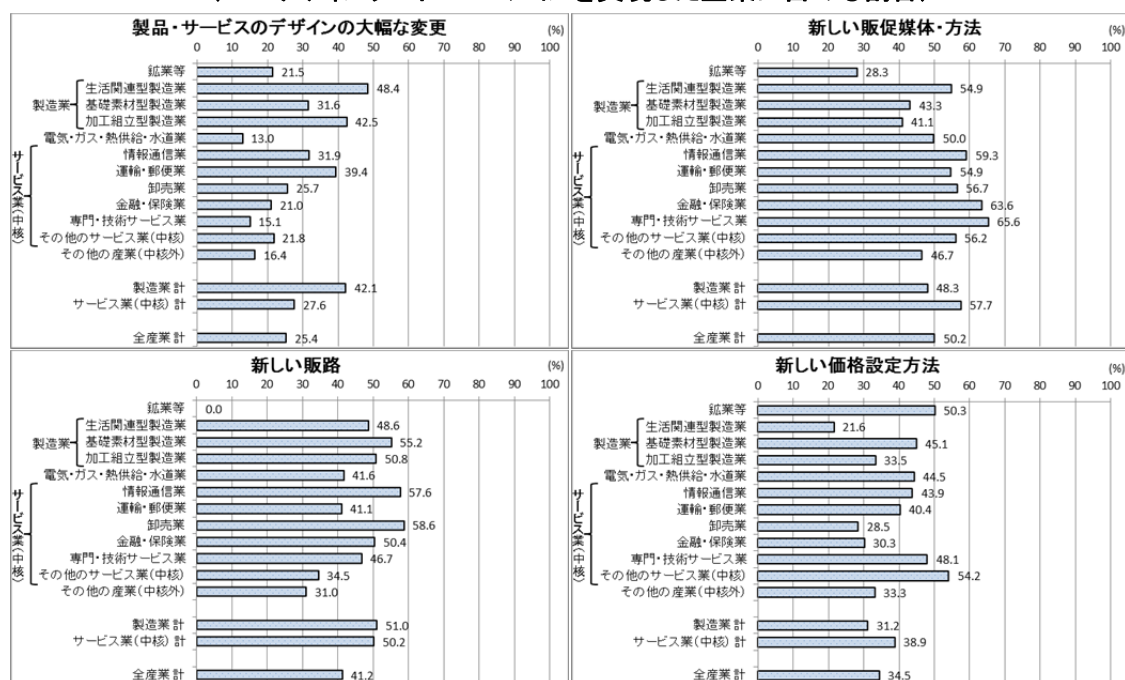 製品・サービスのデザインの大幅な変更
(%)
0 10 20 30 40 50 60 70 80 90 100
鉱業等 21.5
製造業
生活関連型製造業 48.4
基礎素材型製造業 31.6
加工組立型製造業 42.5
電気・ガス・熱供給・水道業 13.0
サービス業(中核)
情報通信業 31.9
運輸・郵便業 39.4
卸売業 25.7
金融・保険業 21.0
専門・技術サービス業 15.1
その他のサービス業(中核) 21.8
その他の産業(中核外) 16.4
製造業計 42.1
サービス業(中核)計 27.6
全産業計 25.4
新しい販促媒体・方法
(%)
0 10 20 30 40 50 60 70 80 90 100
鉱業等 28.3
製造業
生活関連型製造業 54.9
基礎素材型製造業 43.3
加工組立型製造業 41.1
電気・ガス・熱供給・水道業 50.0
サービス業(中核)
情報通信業 59.3
運輸・郵便業 54.9
卸売業 56.7
金融・保険業 63.6
専門・技術サービス業 65.6
その他のサービス業(中核) 56.2
その他の産業(中核外) 46.7
製造業計 48.3
サービス業(中核)計 57.7
全産業計 50.2
新しい販路
(%)
0 10 20 30 40 50 60 70 80 90 100
鉱業等 0.0
製造業
生活関連型製造業 48.6
基礎素材型製造業 55.2
加工組立型製造業 50.8
電気・ガス・熱供給・水道業 41.6
サービス業(中核)
情報通信業 57.6
運輸・郵便業 41.1
卸売業 58.6
金融・保険業 50.4
専門・技術サービス業 46.7
その他のサービス業(中核) 34.5
その他の産業(中核外) 31.0
製造業計 51.0
サービス業(中核)計 50.2
全産業計 41.2
新しい価格設定方法
(%)
0 10 20 30 40 50 60 70 80 90 100
鉱業等 50.3
製造業
生活関連型製造業 21.6
基礎素材型製造業 45.1
加工組立型製造業 33.5
電気・ガス・熱供給・水道業 44.5
サービス業(中核)
情報通信業 43.9
運輸・郵便業 40.4
卸売業 28.5
金融・保険業 30.3
専門・技術サービス業 48.1
その他のサービス業(中核) 54.2
その他の産業(中核外) 33.3
製造業計 31.2
サービス業(中核)計 38.9
全産業計 34.5